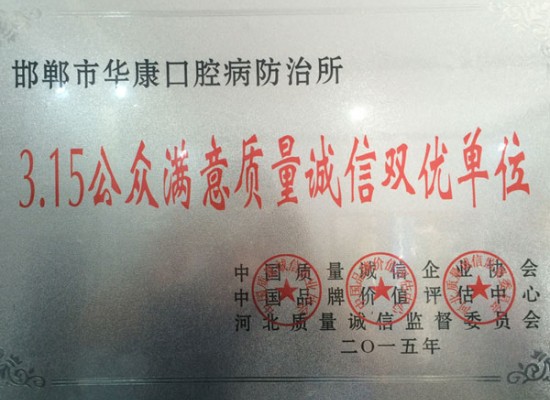 邯郸市华康口腔病防治所
3.15公众满意质量诚信双优单位
中国质量诚信企业协会
中国品牌价值评估中心
河北质量诚信监督委员会
二〇一五年